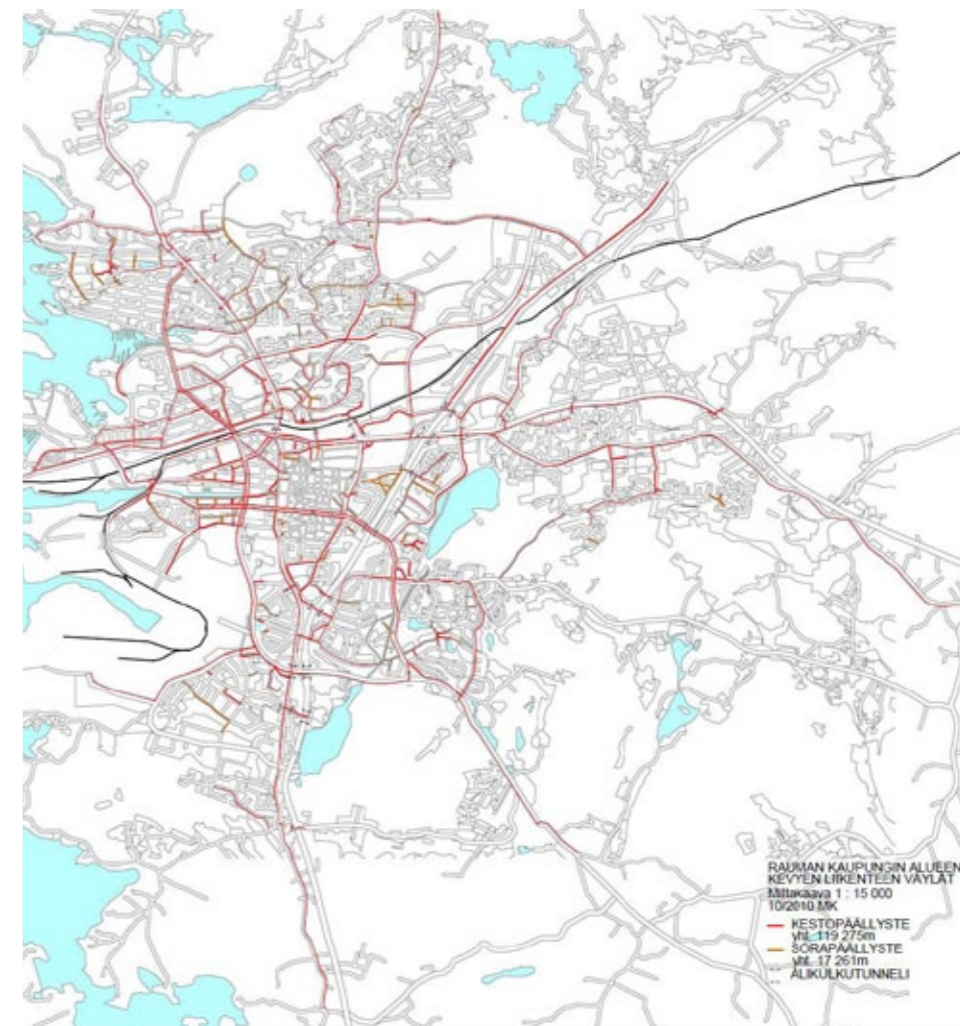 RAUMAN KAUPUNGIN ALUEEN
KEVYEN LIIKENTEEN VÄYLÄT
Mittakaava 1 : 15 000
10/2010 MK
KESTOPÄÄLLYSTE
yht. 119 275m
SORAPÄÄLLYSTE
yht. 17 261m
ALIKULKUTUNNELI